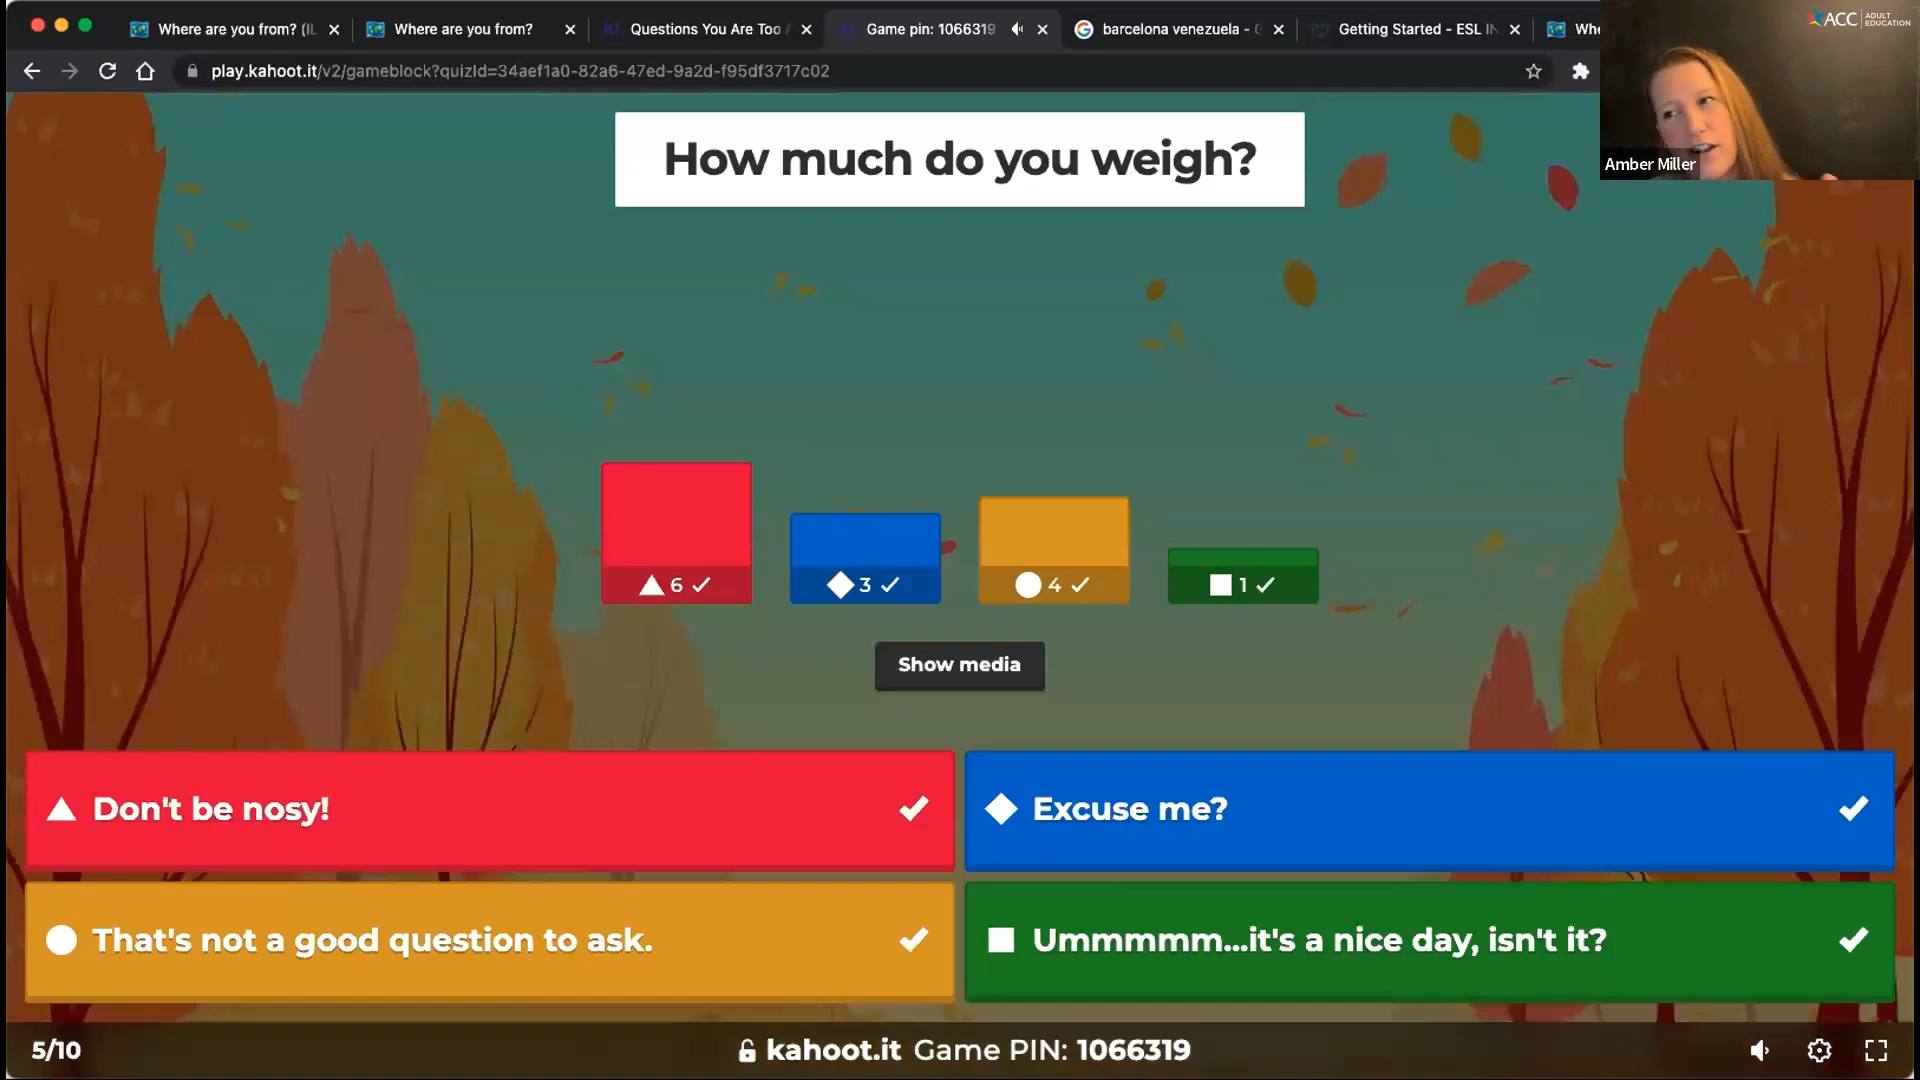 Where are you from? (IL
Where are you from?
Questions You Are Too A
Game pin: 1066319
barcelona venezuela - G
Getting Started - ESL IN
Whe
ACC ADULT EDUCATION
play.kahoot.it/v2/gameblock?quizId=34aef1a0-82a6-47ed-9a2d-f95df3717c02
Amber Miller
How much do you weigh?
6
3
4
1
Show media
Don't be nosy!
Excuse me?
That's not a good question to ask.
Ummmmm...it's a nice day, isn't it?
5/10
kahoot.it Game PIN: 1066319